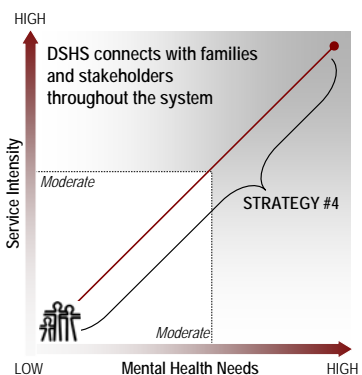 HIGH
DSHS connects with families
and stakeholders
throughout the system
Service Intensity
Moderate
STRATEGY #4
Moderate
LOW
Mental Health Needs
HIGH